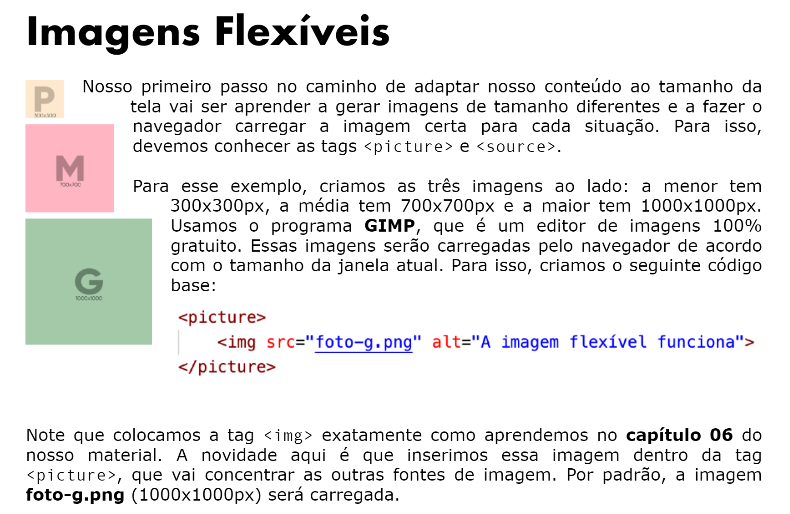 Imagens Flexíveis
P
300x300
Nosso primeiro passo no caminho de adaptar nosso conteúdo ao tamanho da
tela vai ser aprender a gerar imagens de tamanho diferentes e a fazer o
navegador carregar a imagem certa para cada situação. Para isso,
devemos conhecer as tags <picture> e <source>.
M
700x700
Para esse exemplo, criamos as três imagens ao lado: a menor tem
300x300px, a média tem 700x700px e a maior tem 1000x1000px.
Usamos o programa GIMP, que é um editor de imagens 100%
gratuito. Essas imagens serão carregadas pelo navegador de acordo
com o tamanho da janela atual. Para isso, criamos o seguinte código
base:
G
1000x1000
<picture>
<img src="foto-g.png" alt="A imagem flexível funciona">
</picture>
Note que colocamos a tag <img> exatamente como aprendemos no capítulo 06 do
nosso material. A novidade aqui é que inserimos essa imagem dentro da tag
<picture>, que vai concentrar as outras fontes de imagem. Por padrão, a imagem
foto-g.png (1000x1000px) será carregada.